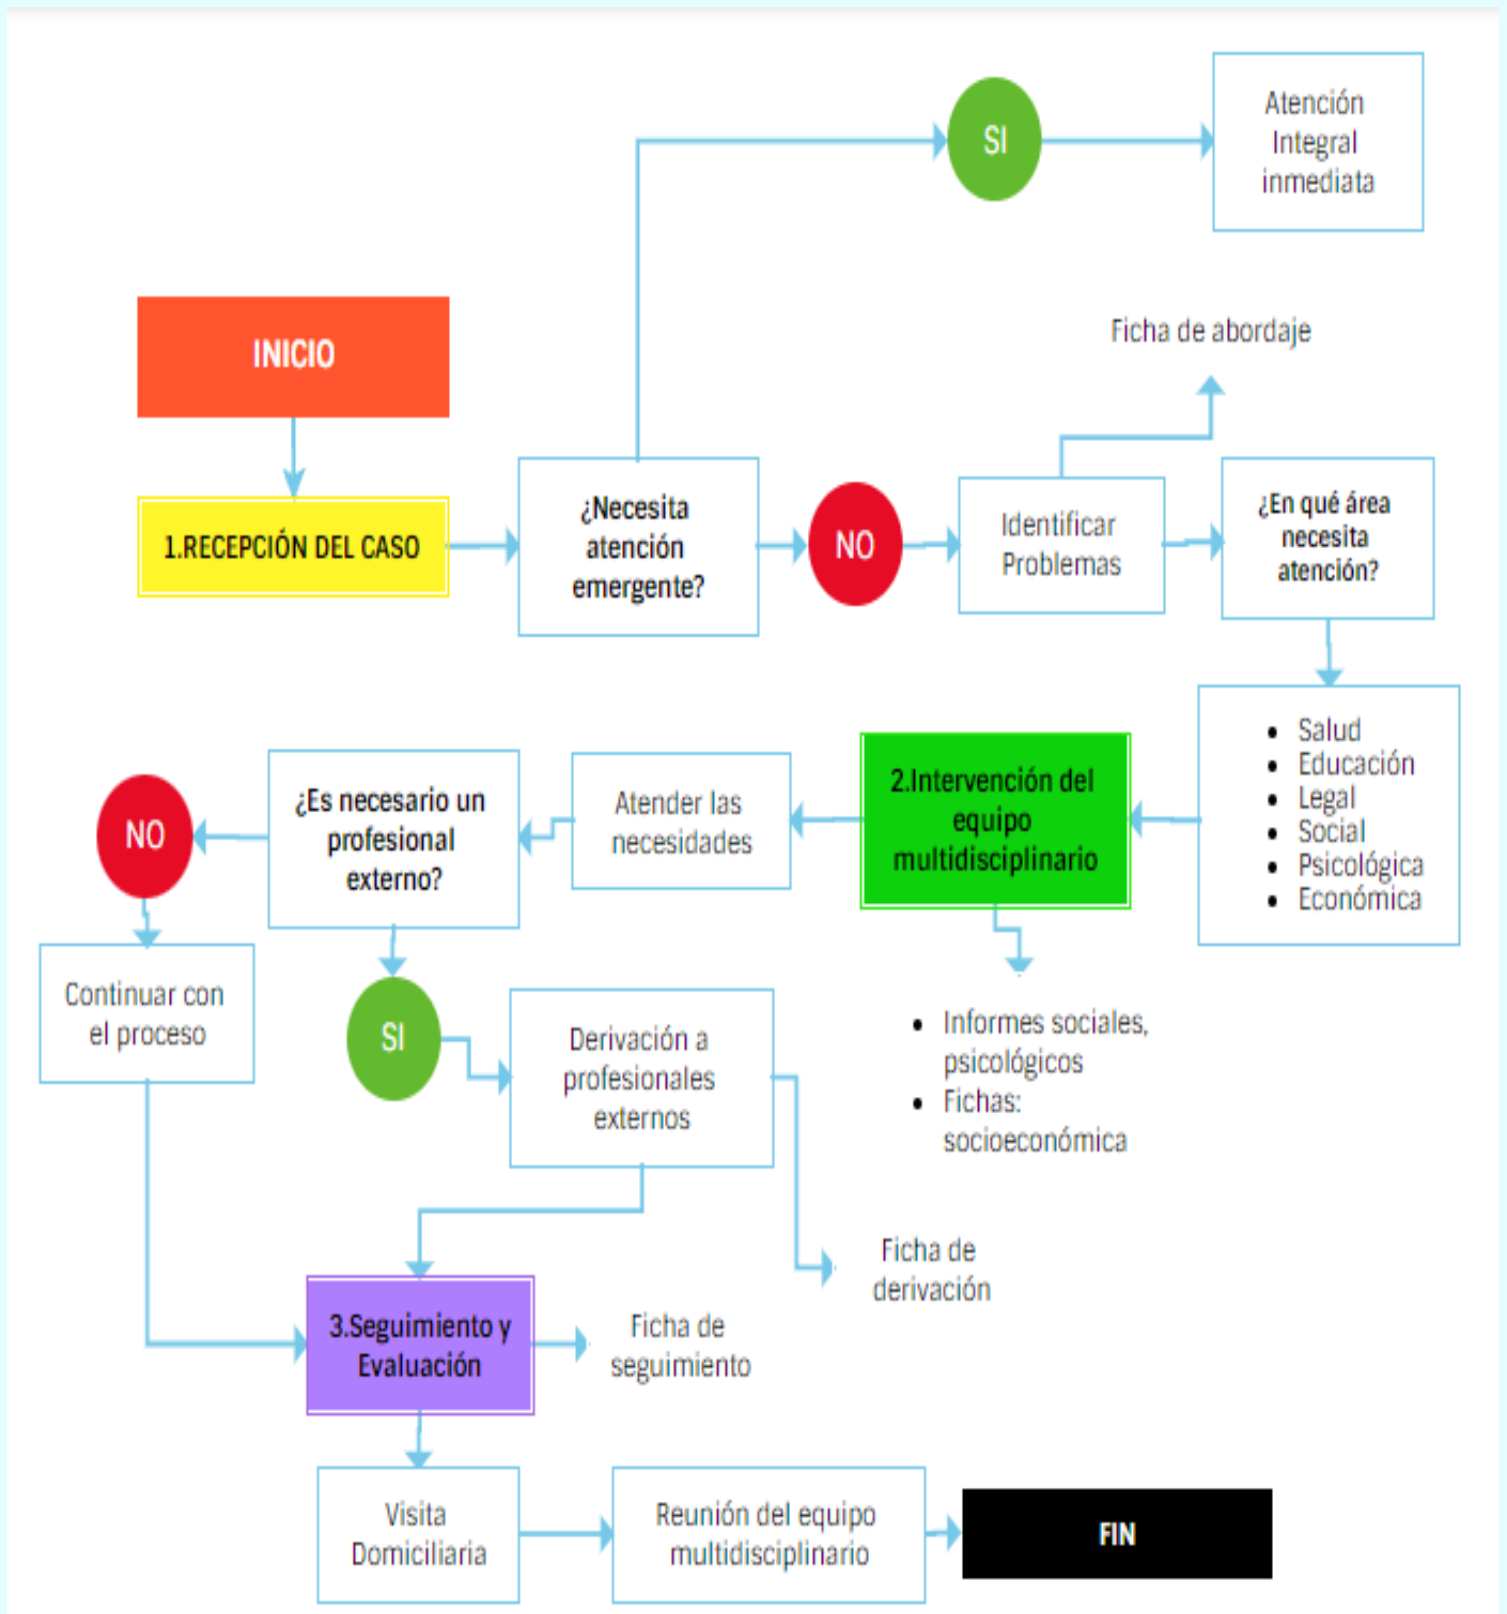 SI
Atención
Integral
inmediata
INICIO
Ficha de abordaje
1.RECEPCIÓN DEL CASO
¿Necesita
atención
emergente?
NO
Identificar
Problemas
¿En qué área
necesita
atención?
• Salud
• Educación
• Legal
• Social
• Psicológica
• Económica
2.Intervención del
equipo
multidisciplinario
Atender las
necesidades
¿Es necesario un
profesional
externo?
NO
Continuar con
el proceso
SI
Derivación a
profesionales
externos
• Informes sociales,
psicológicos
• Fichas:
socioeconómica
Ficha de
derivación
3.Seguimiento y
Evaluación
Ficha de
seguimiento
Visita
Domiciliaria
Reunión del equipo
multidisciplinario
FIN